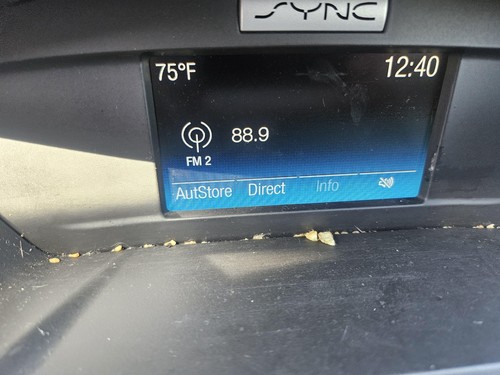 SYNC
75°F 12:40
88.9
FM 2
AutStore Direct Info